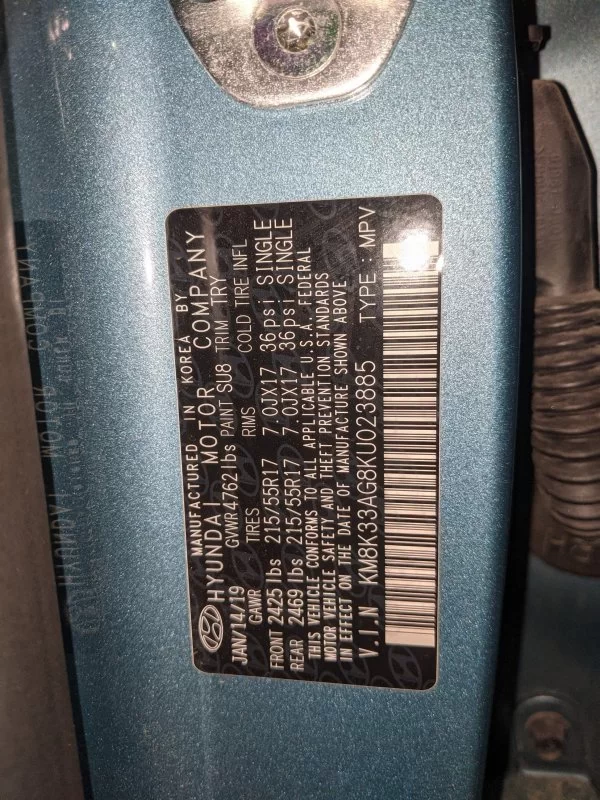 MANUFACTURED IN KOREA BY
HYUNDAI MOTOR COMPANY
JAN/14/19 GVWR 4762 lbs PAINT SU8 TRIM TRY
GAWR TIRES RIMS COLD TIRE INFL
FRONT 2425 lbs 215/55R17 7.0JX17 36psi SINGLE
REAR 2469 lbs 215/55R17 7.0JX17 36psi SINGLE
THIS VEHICLE CONFORMS TO ALL APPLICABLE U.S.A. FEDERAL
MOTOR VEHICLE SAFETY AND THEFT PREVENTION STANDARDS
IN EFFECT ON THE DATE OF MANUFACTURE SHOWN ABOVE.
V.I.N KM8K33AG8KU023885 TYPE : MPV